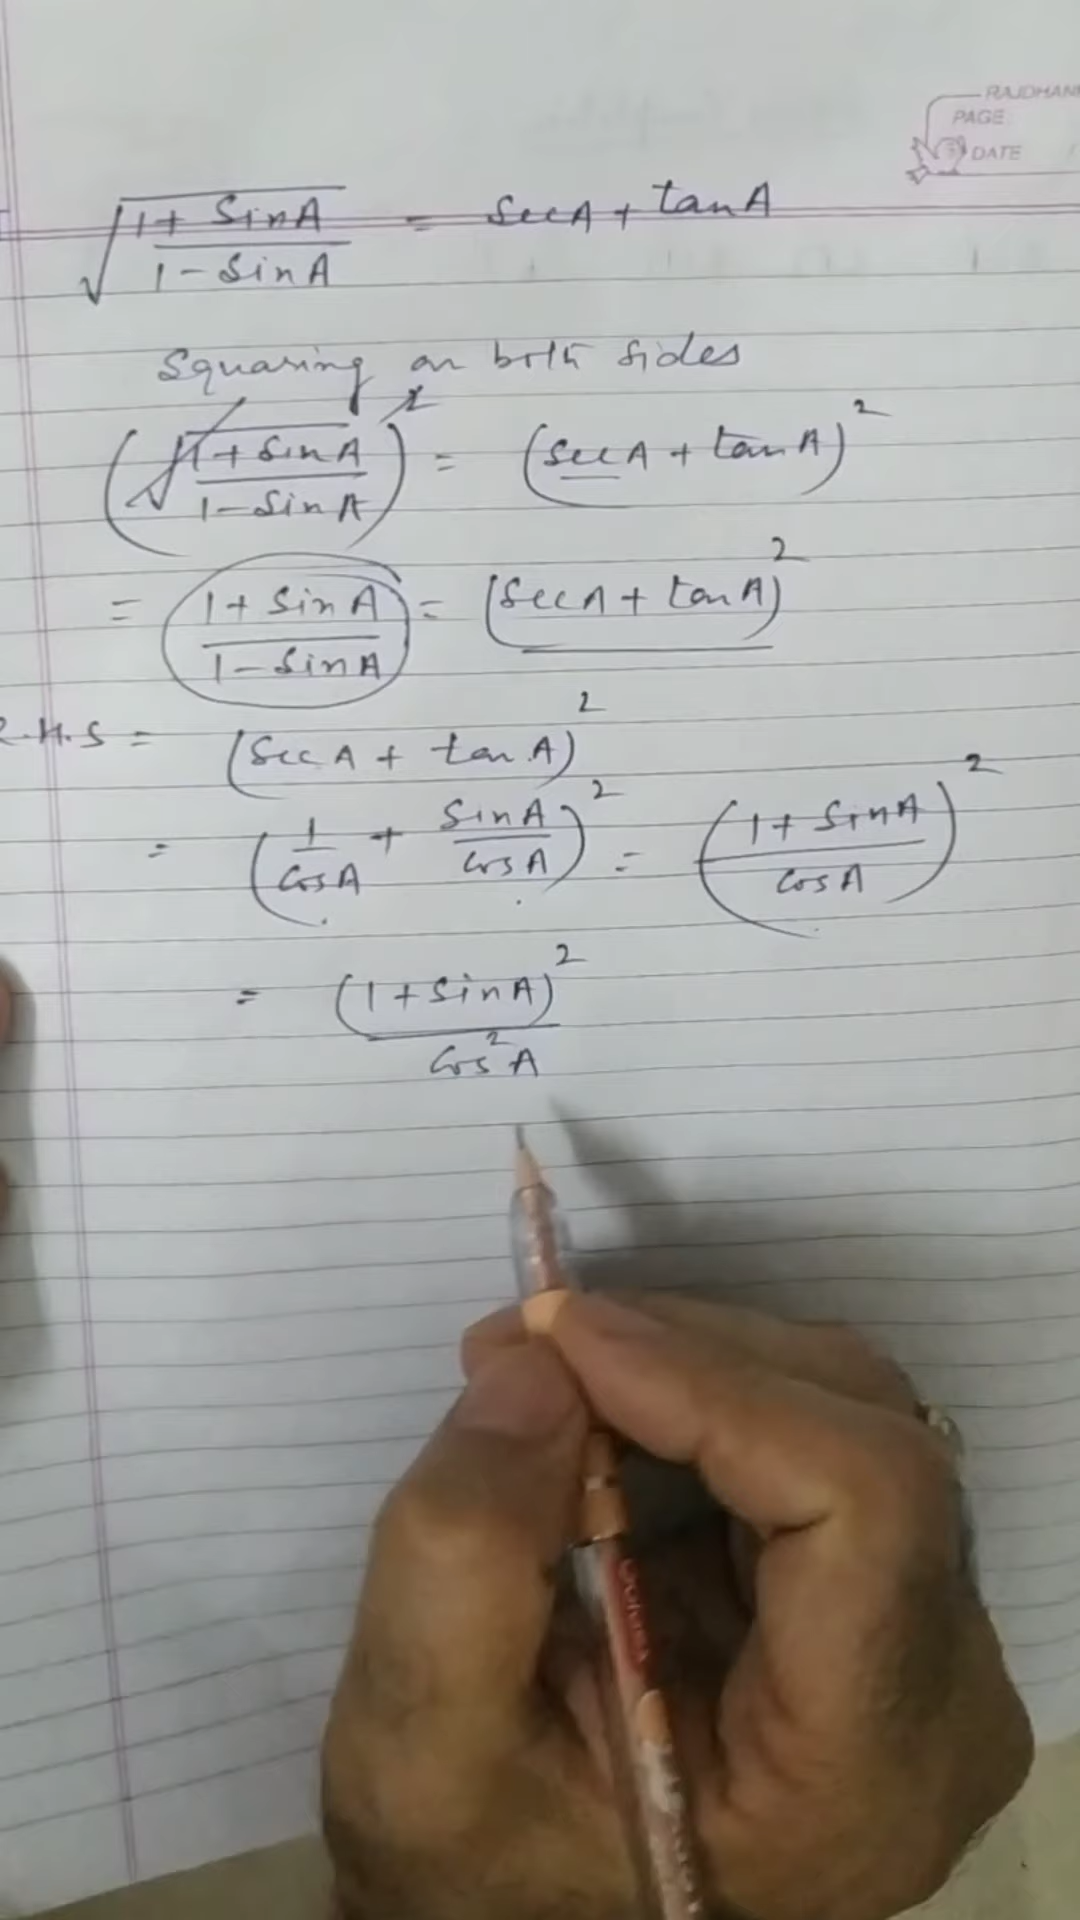 RAJDHANI
PAGE:
DATE
√((1 + SinA)/(1 - SinA)) = SecA + tanA
Squaring on both sides
(√((1 + SinA)/(1 - SinA)))² = (SecA + tanA)²
= (1 + SinA)/(1 - SinA) = (SecA + tanA)²
R.H.S = (SecA + tan.A)²
= (1/CosA + SinA/CosA)² = ((1 + SinA)/CosA)²
= (1 + SinA)²/Cos²A